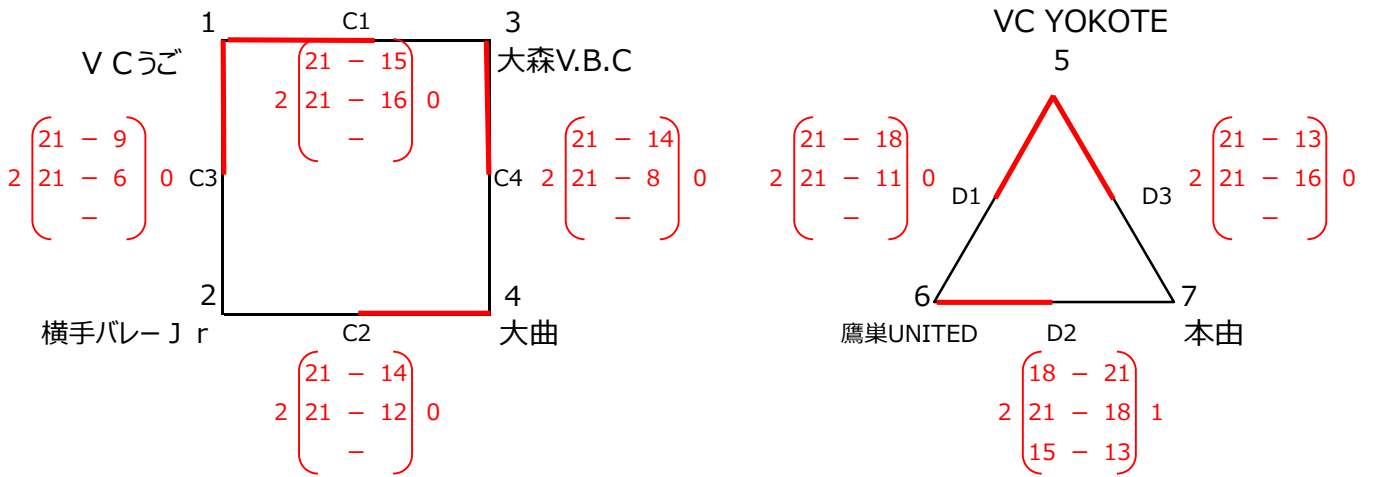 1 C1 3
ＶＣうご
大森V.B.C
21 － 15
2 21 － 16 0
－
21 － 9
2 21 － 6 0
－
C3
C4
21 － 14
2 21 － 8 0
－
2
4
横手バレーＪｒ
C2
大曲
21 － 14
2 21 － 12 0
－
VC YOKOTE
5
21 － 18
2 21 － 11 0
－
D1
D3
21 － 13
2 21 － 16 0
－
6
7
鷹巣UNITED
D2
本由
18 － 21
2 21 － 18 1
15 － 13